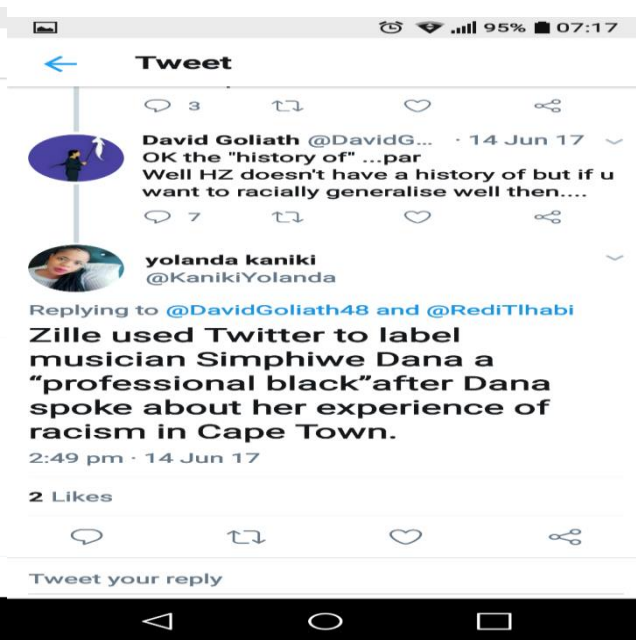 95% 07:17
Tweet
3
David Goliath @DavidG... · 14 Jun 17
OK the "history of" ...par
Well HZ doesn't have a history of but if u
want to racially generalise well then....
7
yolanda kaniki
@KanikiYolanda
Replying to @DavidGoliath48 and @RediTlhabi
Zille used Twitter to label
musician Simphiwe Dana a
“professional black”after Dana
spoke about her experience of
racism in Cape Town.
2:49 pm · 14 Jun 17
2 Likes
Tweet your reply